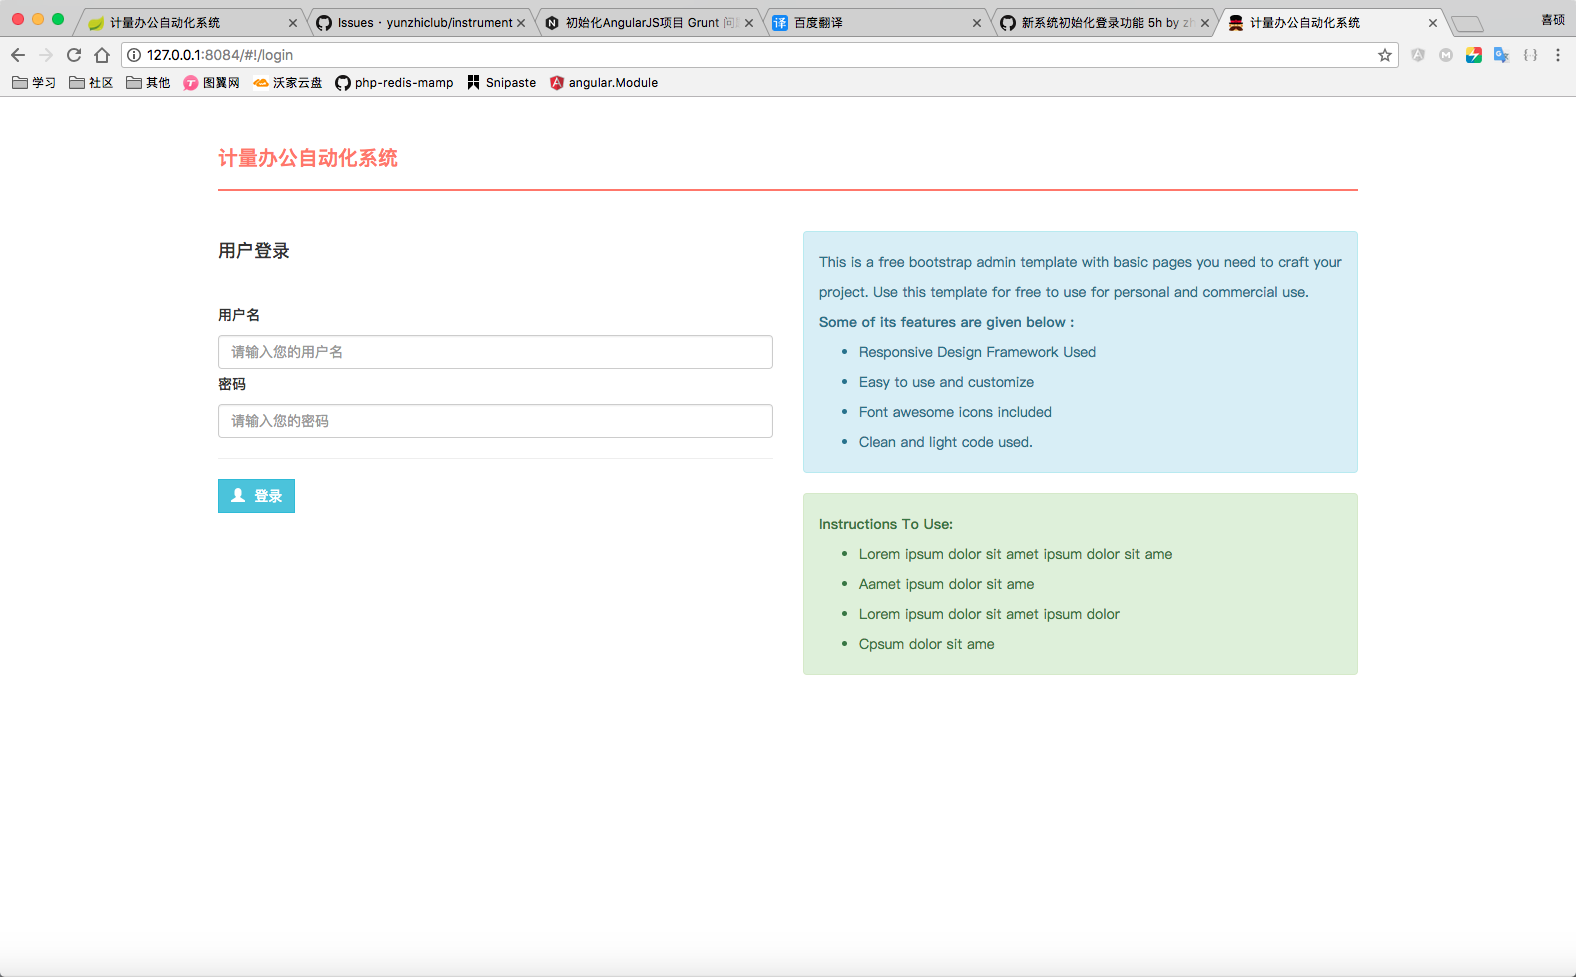 计量办公自动化系统
Issues · yunzhiclub/instrument
初始化AngularJS项目 Grunt 问
百度翻译
新系统初始化登录功能 5h by zh
计量办公自动化系统
喜硕
127.0.0.1:8084/#!/login
学习
社区
其他
图翼网
沃家云盘
php-redis-mamp
Snipaste
angular.Module
计量办公自动化系统
用户登录
用户名
请输入您的用户名
密码
请输入您的密码
登录
This is a free bootstrap admin template with basic pages you need to craft your
project. Use this template for free to use for personal and commercial use.
Some of its features are given below :
Responsive Design Framework Used
Easy to use and customize
Font awesome icons included
Clean and light code used.
Instructions To Use:
Lorem ipsum dolor sit amet ipsum dolor sit ame
Aamet ipsum dolor sit ame
Lorem ipsum dolor sit amet ipsum dolor
Cpsum dolor sit ame